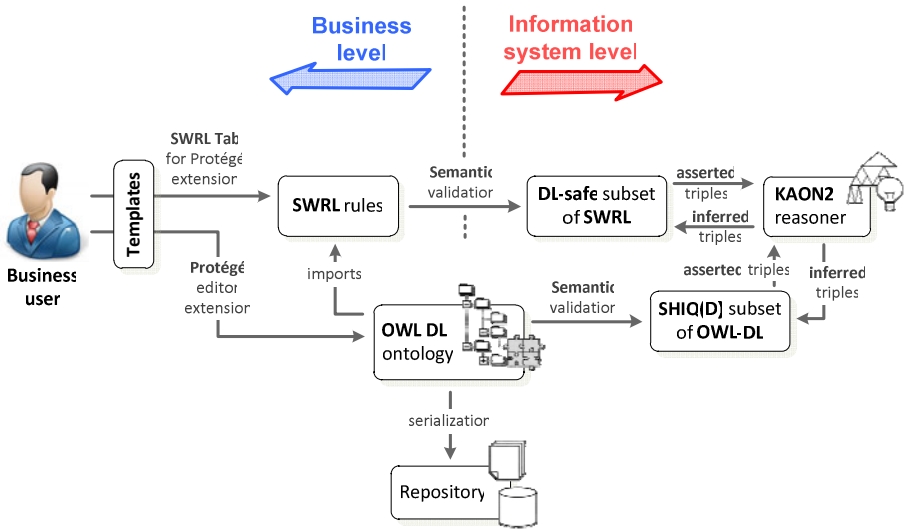 Business
level
Information
system level
SWRL Tab
for Protégé
extension
Templates
SWRL rules
Semantic
validation
DL-safe subset
of SWRL
asserted
triples
inferred
triples
KAON2
reasoner
Business
user
Protégé
editor
extension
imports
OWL DL
ontology
Semantic
validation
asserted triples
inferred
triples
SHIQ(D) subset
of OWL-DL
serialization
Repository